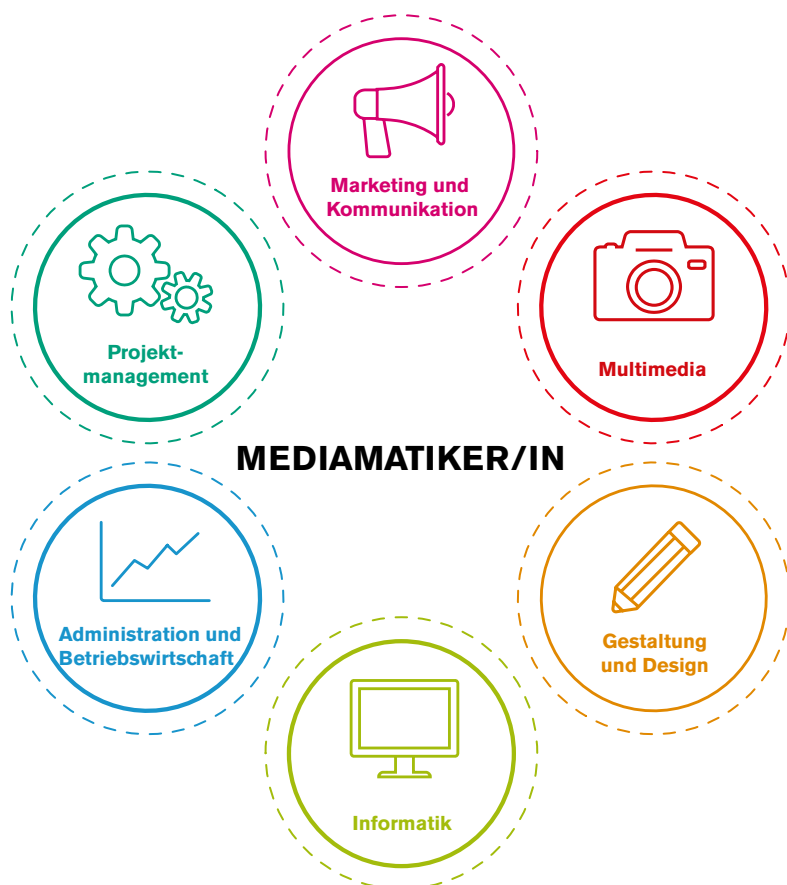 Marketing und
Kommunikation
Projekt-
management
Multimedia
MEDIAMATIKER/IN
Administration und
Betriebswirtschaft
Gestaltung
und Design
Informatik